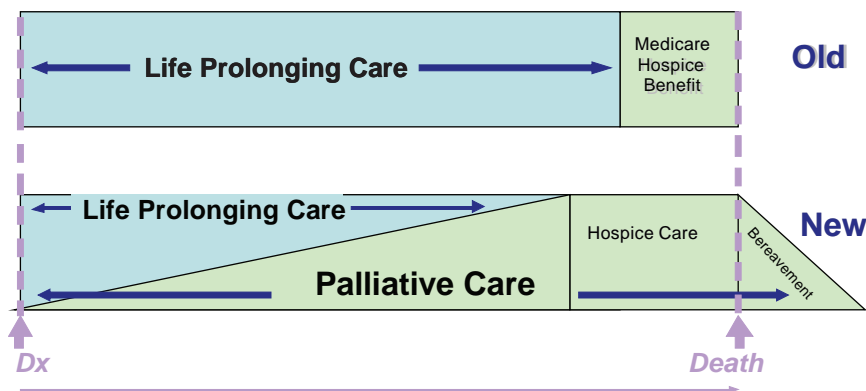 Life Prolonging Care
Medicare
Hospice
Benefit
Old
Life Prolonging Care
Hospice Care
Bereavement
New
Palliative Care
Dx
Death